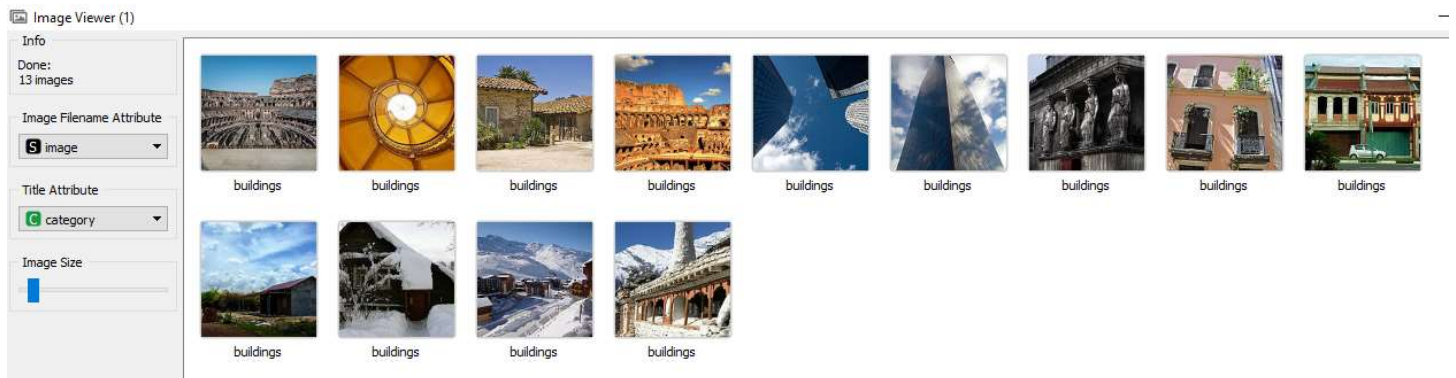 Image Viewer (1)
Info
Done:
13 images
Image Filename Attribute
S image
Title Attribute
C category
Image Size
buildings buildings buildings buildings buildings buildings buildings buildings buildings
buildings buildings buildings buildings